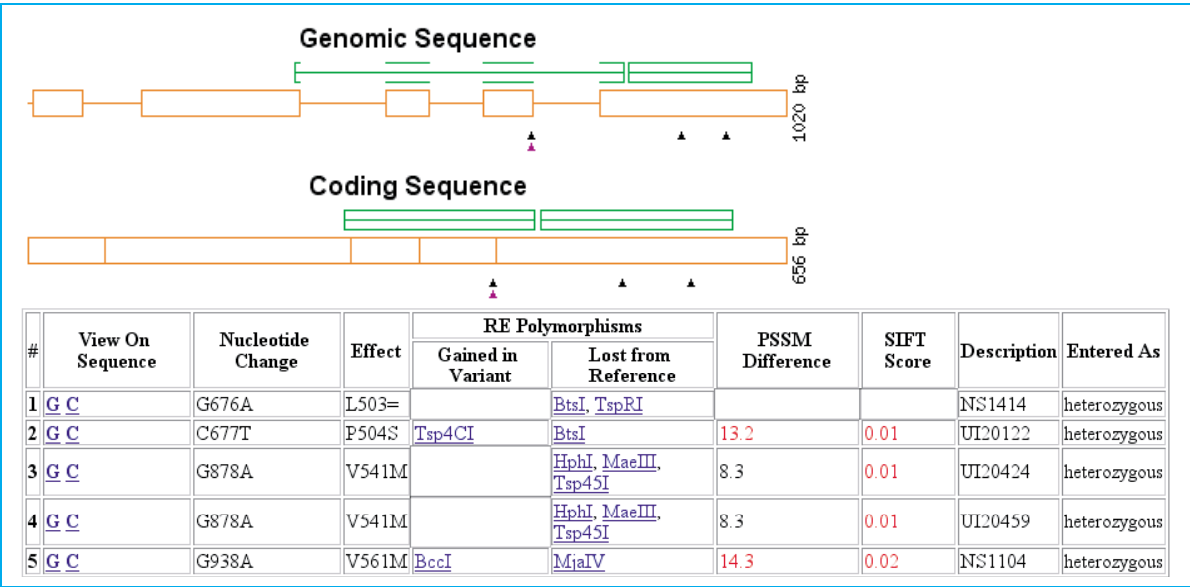 Genomic Sequence
1020 bp
Coding Sequence
656 bp
# View On Sequence Nucleotide Change Effect RE Polymorphisms PSSM Difference SIFT Score Description Entered As
Gained in Variant Lost from Reference
1 G C G676A L503= BtsI, TspRI NS1414 heterozygous
2 G C C677T P504S Tsp4CI BtsI 13.2 0.01 UI20122 heterozygous
3 G C G878A V541M HphI, MaeIII, Tsp45I 8.3 0.01 UI20424 heterozygous
4 G C G878A V541M HphI, MaeIII, Tsp45I 8.3 0.01 UI20459 heterozygous
5 G C G938A V561M BccI MjaIV 14.3 0.02 NS1104 heterozygous